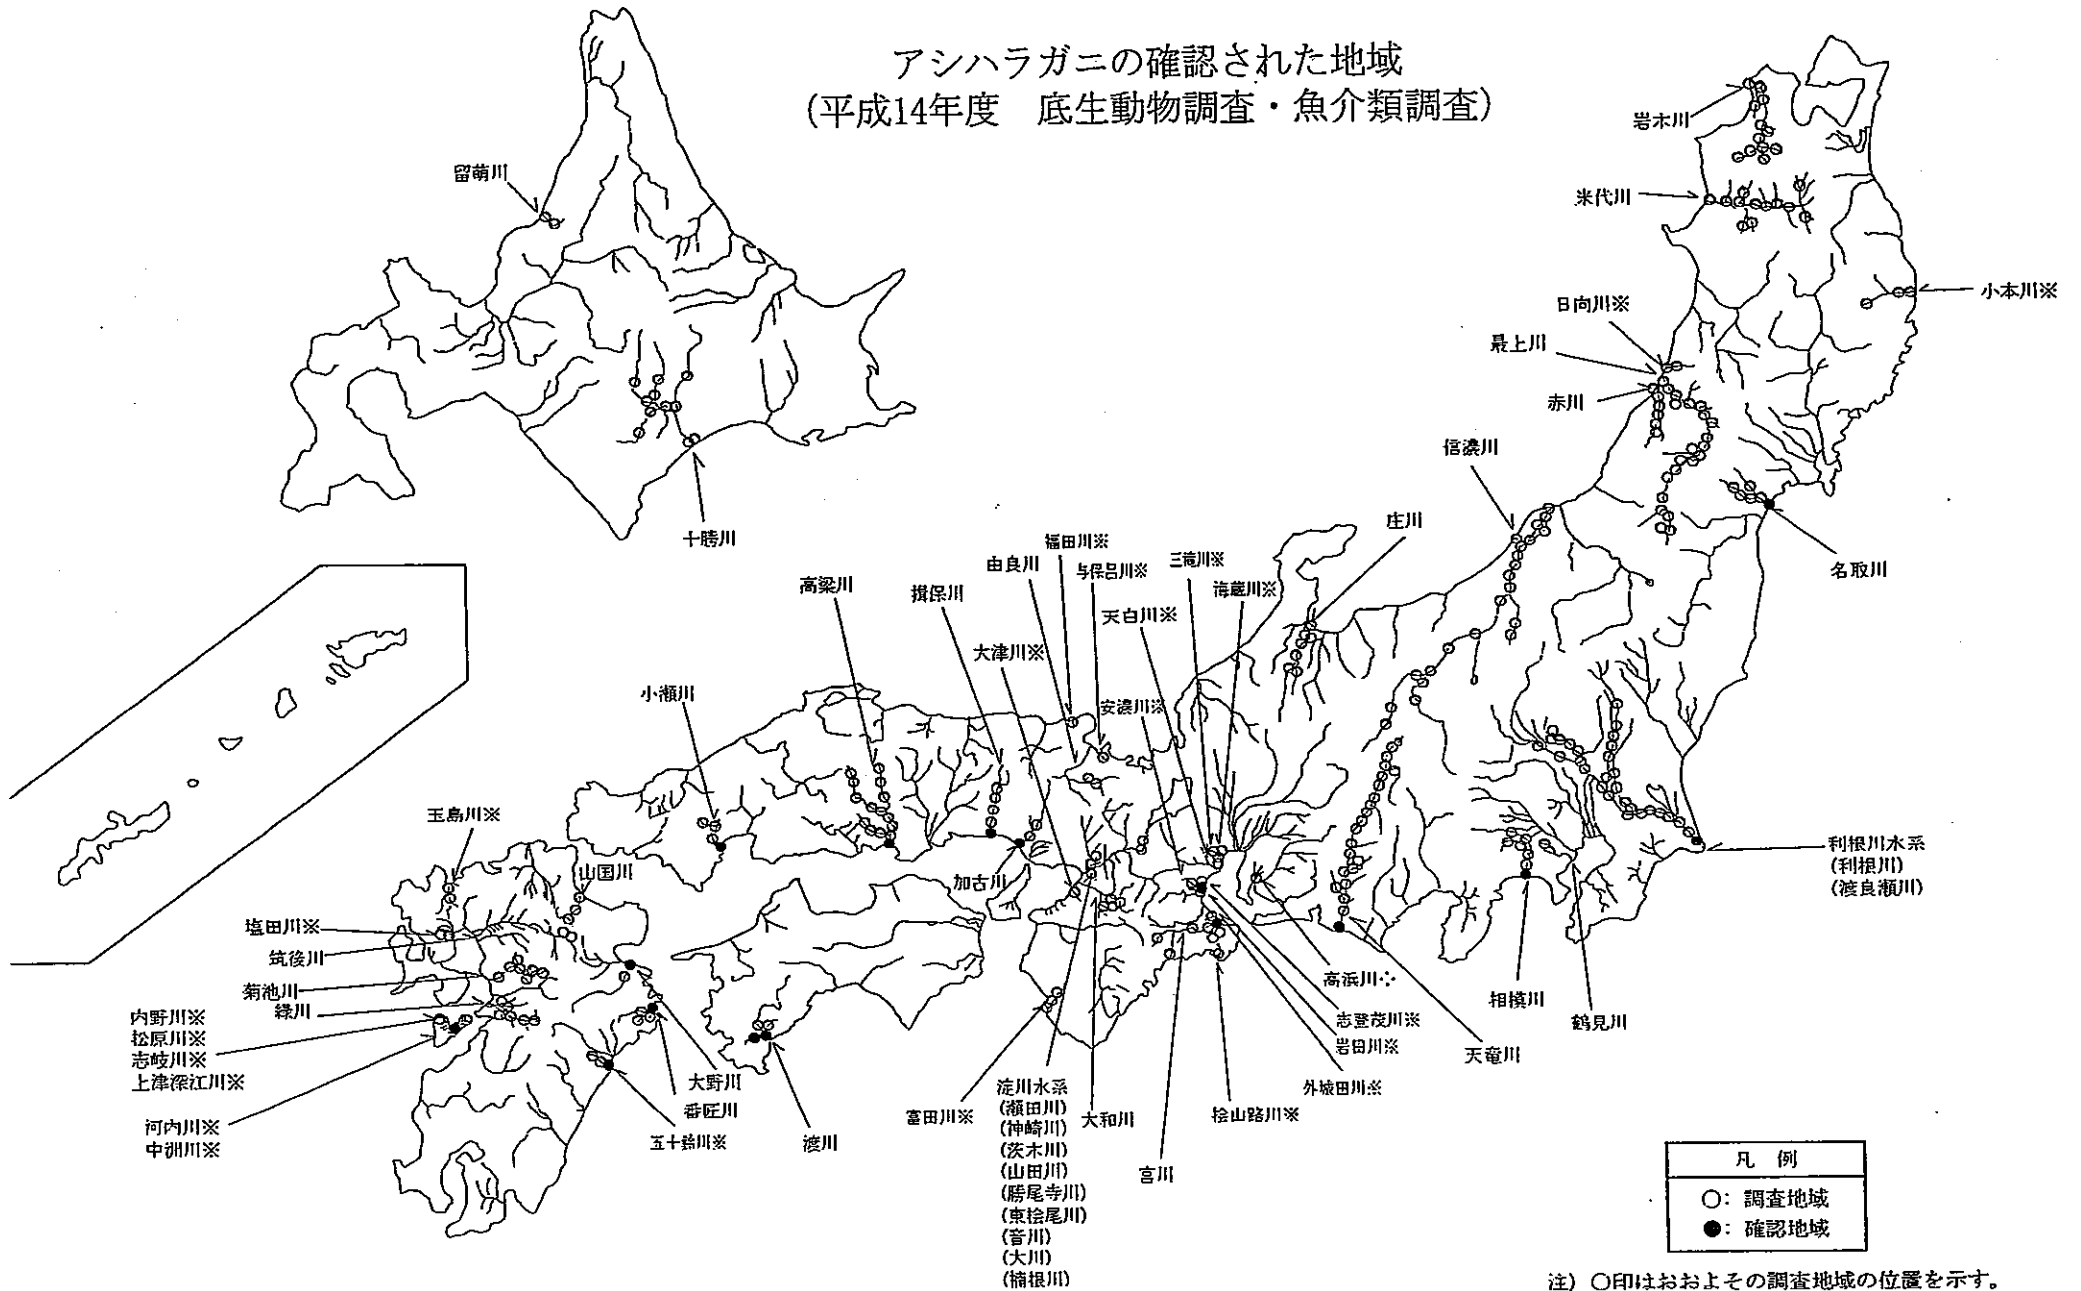 アシハラガニの確認された地域
(平成14年度　底生動物調査・魚介類調査)
留萌川
十勝川
岩木川
米代川
小本川※
日向川※
最上川
赤川
信濃川
名取川
庄川
福田川※
由良川
与保呂川※
三滝川※
海蔵川※
高梁川
揖保川
天白川※
大津川※
小瀬川
安濃川※
玉島川※
山国川
加古川
利根川水系
(利根川)
(渡良瀬川)
塩田川※
筑後川
菊池川
緑川
内野川※
松原川※
志岐川※
上津深江川※
河内川※
中洲川※
大野川
番匠川
五十鈴川※
渡川
富田川※
淀川水系
(瀬田川)
(神崎川)
(茨木川)
(山田川)
(勝尾寺川)
(東桧尾川)
(音川)
(大川)
(楠根川)
大和川
宮川
桧山路川※
外城田川※
岩田川※
志登茂川※
高浜川※
天竜川
相模川
鶴見川
凡　例
○：調査地域
●：確認地域
注）○印はおおよその調査地域の位置を示す。